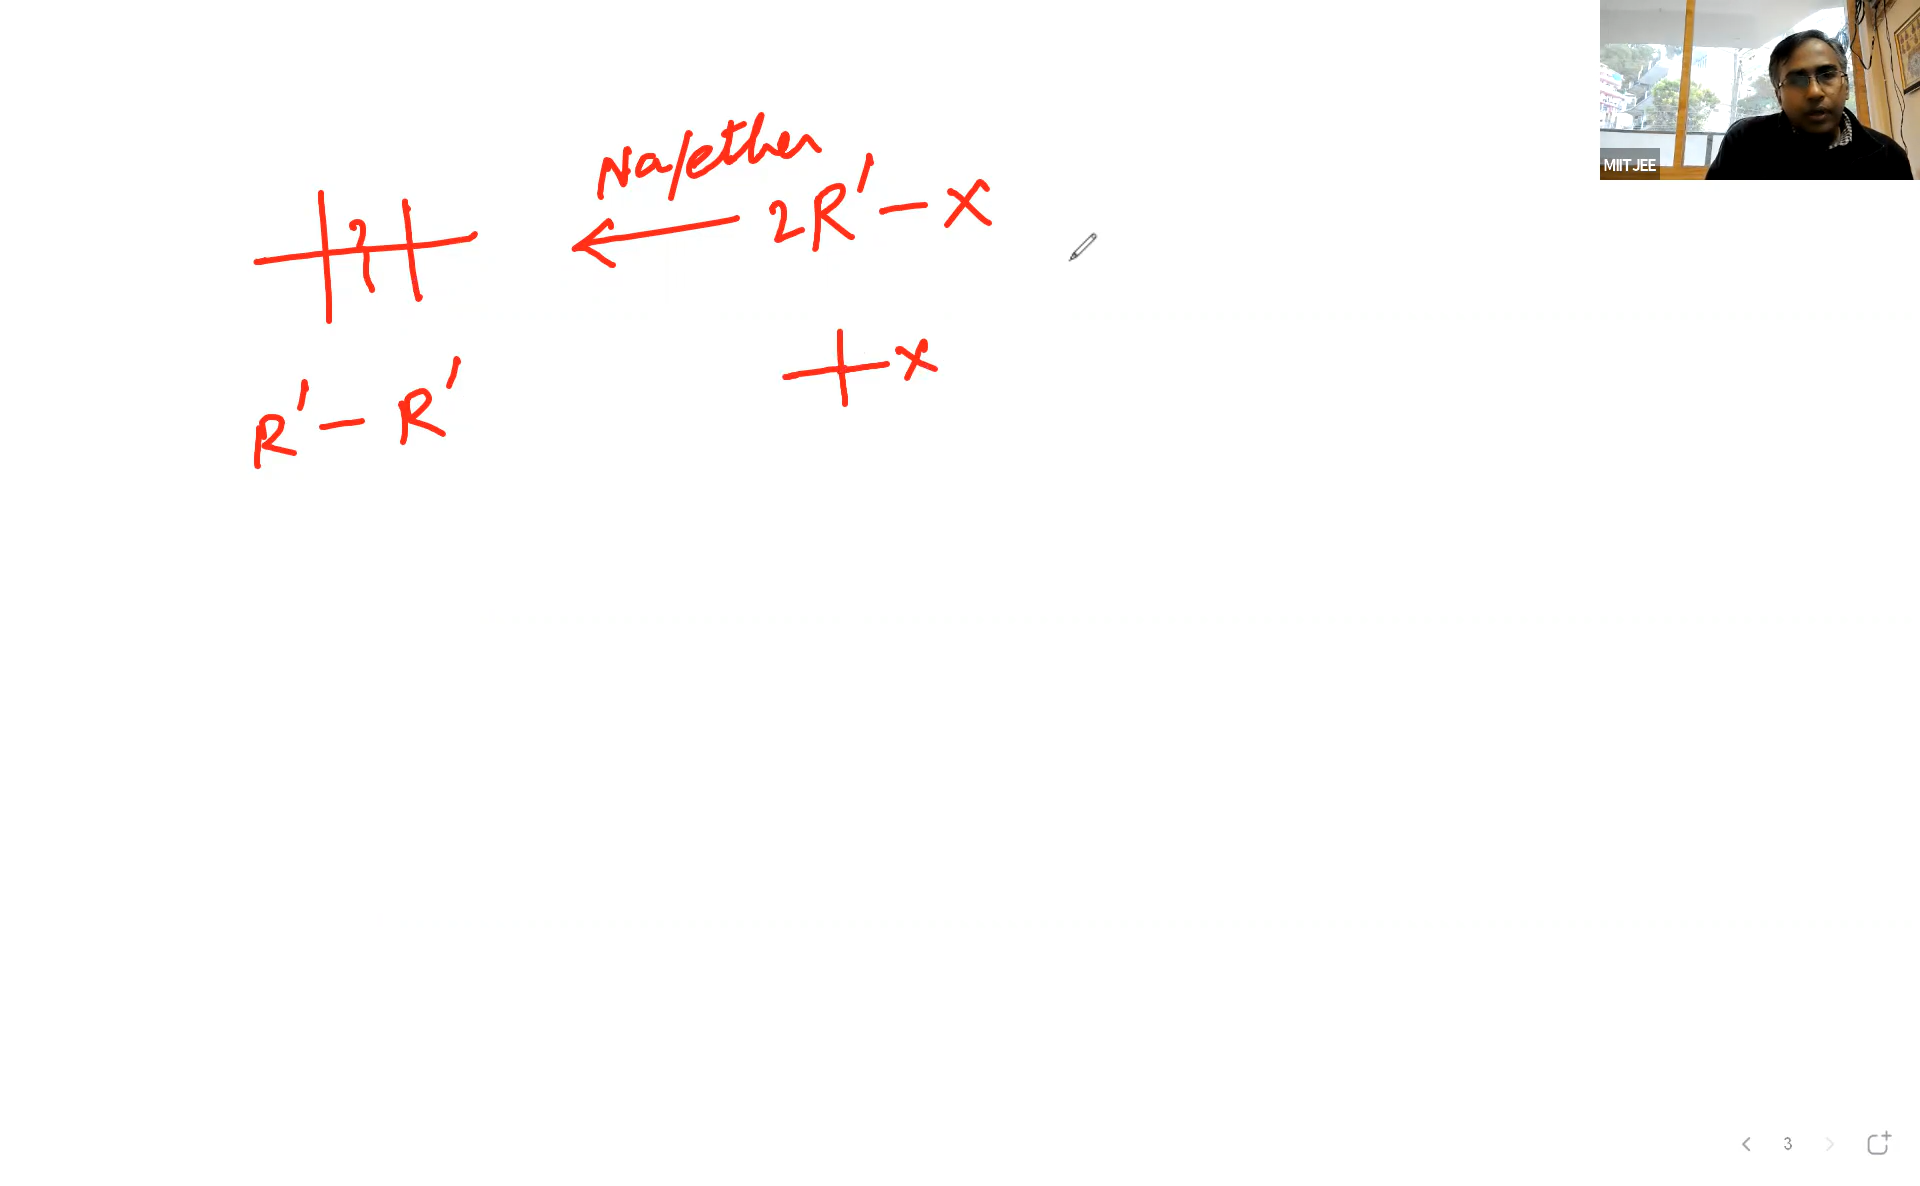 MIIT JEE
Na/ether
2R' — X
X
R' — R'
3